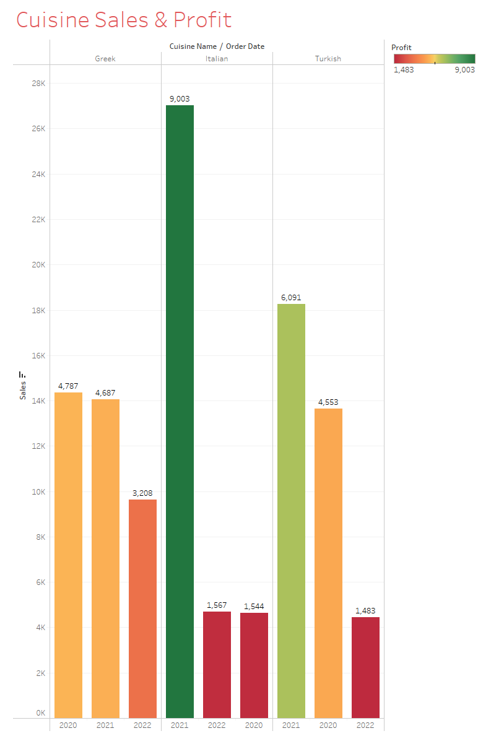 Cuisine Sales & Profit
Cuisine Name / Order Date
Greek Italian Turkish
Profit
1,483 9,003
28K
26K
24K
22K
20K
18K
16K
14K
12K
10K
8K
6K
4K
2K
0K
Sales
4,787
4,687
3,208
9,003
1,567
1,544
6,091
4,553
1,483
2020 2021 2022 2021 2022 2020 2021 2020 2022